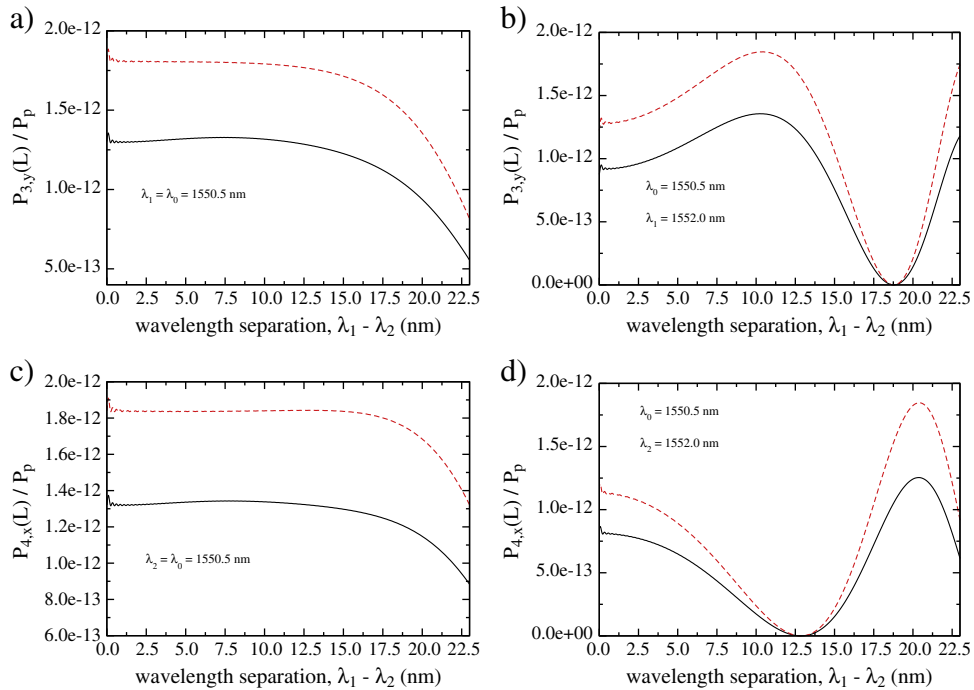 a)
P3,y(L) / Pp
2.0e-12
1.5e-12
1.0e-12
5.0e-13
λ1 = λ0 = 1550.5 nm
0.0 2.5 5.0 7.5 10.0 12.5 15.0 17.5 20.0 22.5
wavelength separation, λ1 - λ2 (nm)
b)
P3,y(L) / Pp
2.0e-12
1.5e-12
1.0e-12
5.0e-13
0.0e+00
λ0 = 1550.5 nm
λ1 = 1552.0 nm
0.0 2.5 5.0 7.5 10.0 12.5 15.0 17.5 20.0 22.5
wavelength separation, λ1 - λ2 (nm)
c)
P4,x(L) / Pp
2.0e-12
1.8e-12
1.6e-12
1.4e-12
1.2e-12
1.0e-12
8.0e-13
6.0e-13
λ2 = λ0 = 1550.5 nm
0.0 2.5 5.0 7.5 10.0 12.5 15.0 17.5 20.0 22.5
wavelength separation, λ1 - λ2 (nm)
d)
P4,x(L) / Pp
2.0e-12
1.5e-12
1.0e-12
5.0e-13
0.0e+00
λ0 = 1550.5 nm
λ2 = 1552.0 nm
0.0 2.5 5.0 7.5 10.0 12.5 15.0 17.5 20.0 22.5
wavelength separation, λ1 - λ2 (nm)